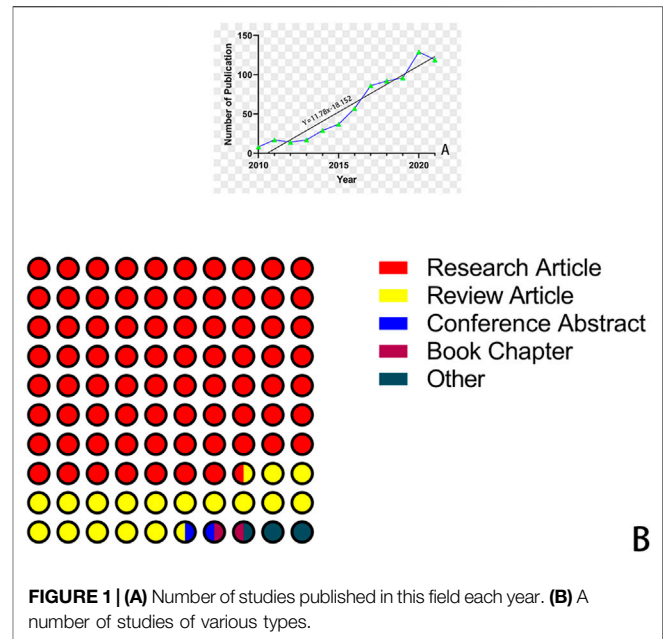 150
100
50
0
Number of Publication
Y=11.78x-18.152
A
2010
2015
2020
Year
Research Article
Review Article
Conference Abstract
Book Chapter
Other
B
FIGURE 1 | (A) Number of studies published in this field each year. (B) A
number of studies of various types.